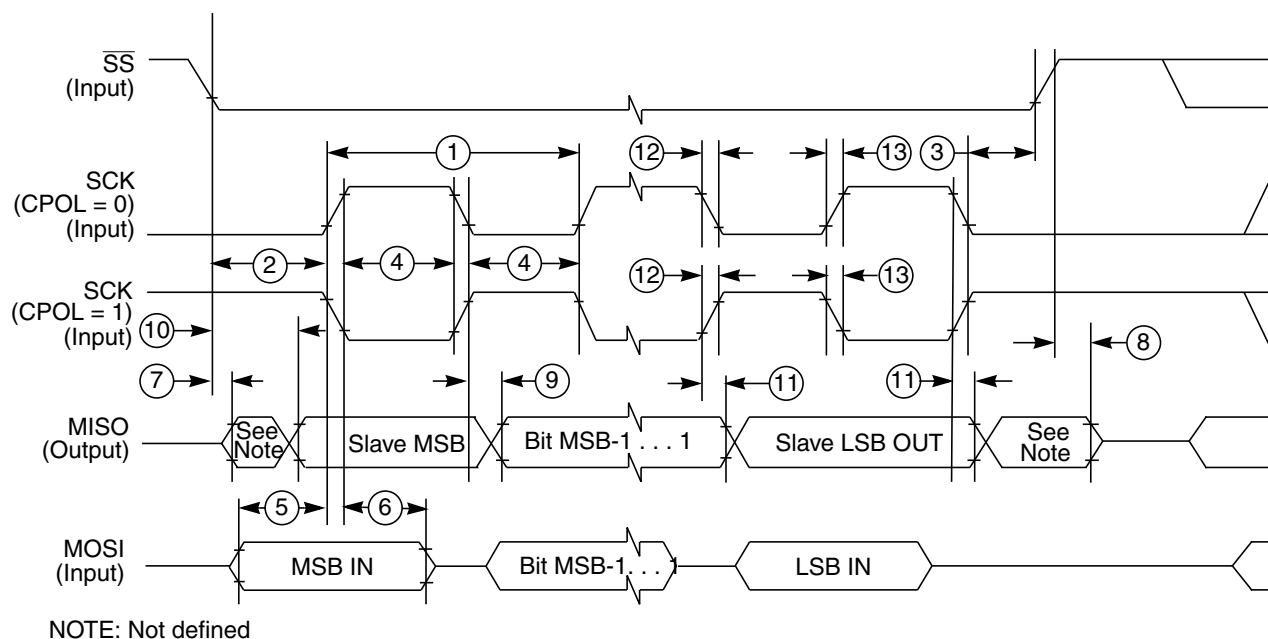 SS
(Input)
1
12
13
3
SCK
(CPOL = 0)
(Input)
2
4
4
12
13
SCK
(CPOL = 1)
(Input)
10
8
7
9
11
11
MISO
(Output)
See
Note
Slave MSB
Bit MSB-1 . . . 1
Slave LSB OUT
See
Note
5
6
MOSI
(Input)
MSB IN
Bit MSB-1. . . 1
LSB IN
NOTE: Not defined